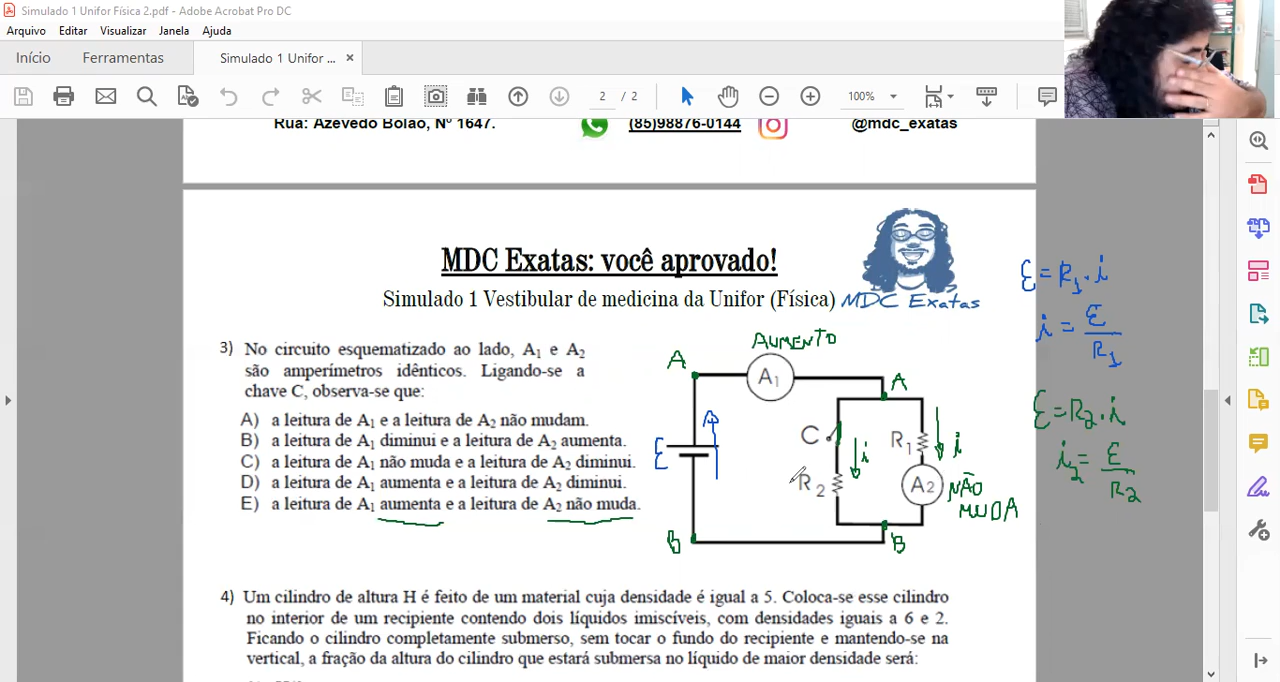 Simulado 1 Unifor Física 2.pdf - Adobe Acrobat Pro DC
Arquivo Editar Visualizar Janela Ajuda
Início Ferramentas Simulado 1 Unifor ... ×
2 / 2 100%
Rua: Azevedo Bolão, Nº 1647. (85)98876-0144 @mdc_exatas
MDC Exatas: você aprovado!
Simulado 1 Vestibular de medicina da Unifor (Física)
MDC Exatas
3) No circuito esquematizado ao lado, A1 e A2
são amperímetros idênticos. Ligando-se a
chave C, observa-se que:
A) a leitura de A1 e a leitura de A2 não mudam.
B) a leitura de A1 diminui e a leitura de A2 aumenta.
C) a leitura de A1 não muda e a leitura de A2 diminui.
D) a leitura de A1 aumenta e a leitura de A2 diminui.
E) a leitura de A1 aumenta e a leitura de A2 não muda.
AUMENTO
A A1 A
C R1 i
ε i
R2 A2 NÃO
MUDA
B B
ε = R1 . i
i = ε / R1
ε = R2 . i
i2 = ε / R2
4) Um cilindro de altura H é feito de um material cuja densidade é igual a 5. Coloca-se esse cilindro
no interior de um recipiente contendo dois líquidos imiscíveis, com densidades iguais a 6 e 2.
Ficando o cilindro completamente submerso, sem tocar o fundo do recipiente e mantendo-se na
vertical, a fração da altura do cilindro que estará submersa no líquido de maior densidade será: